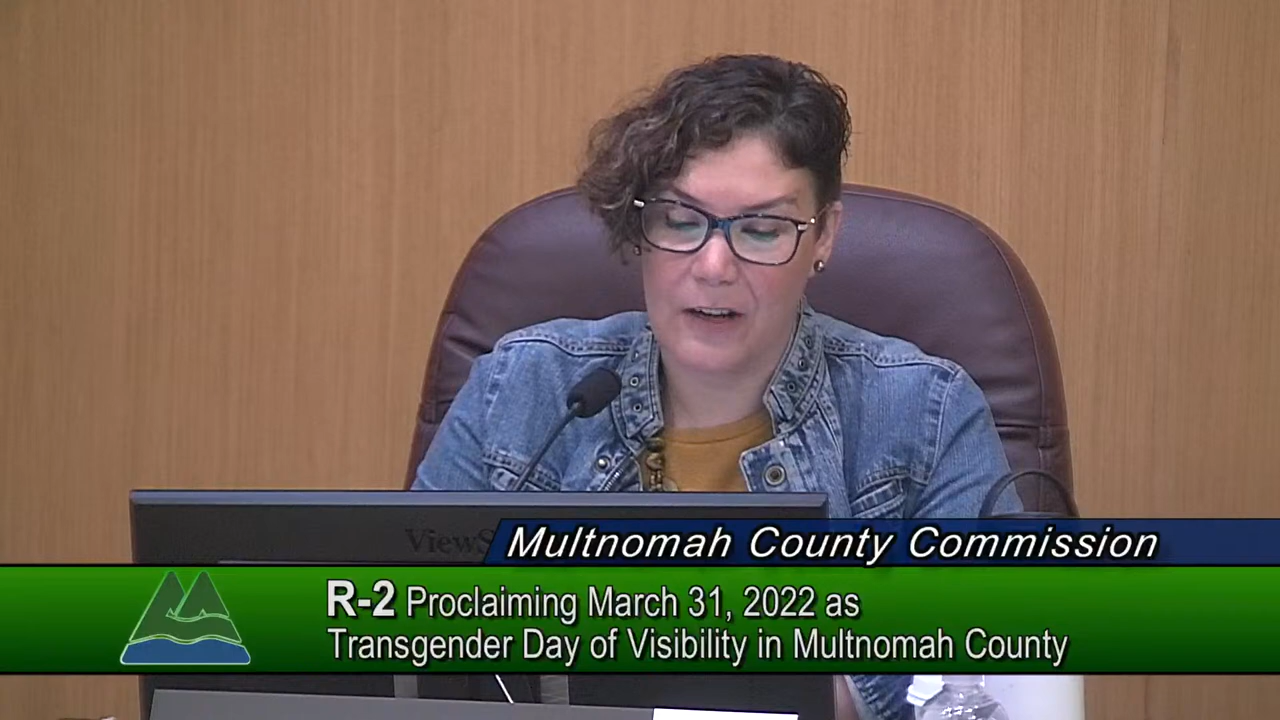 Multnomah County Commission
R-2 Proclaiming March 31, 2022 as
Transgender Day of Visibility in Multnomah County